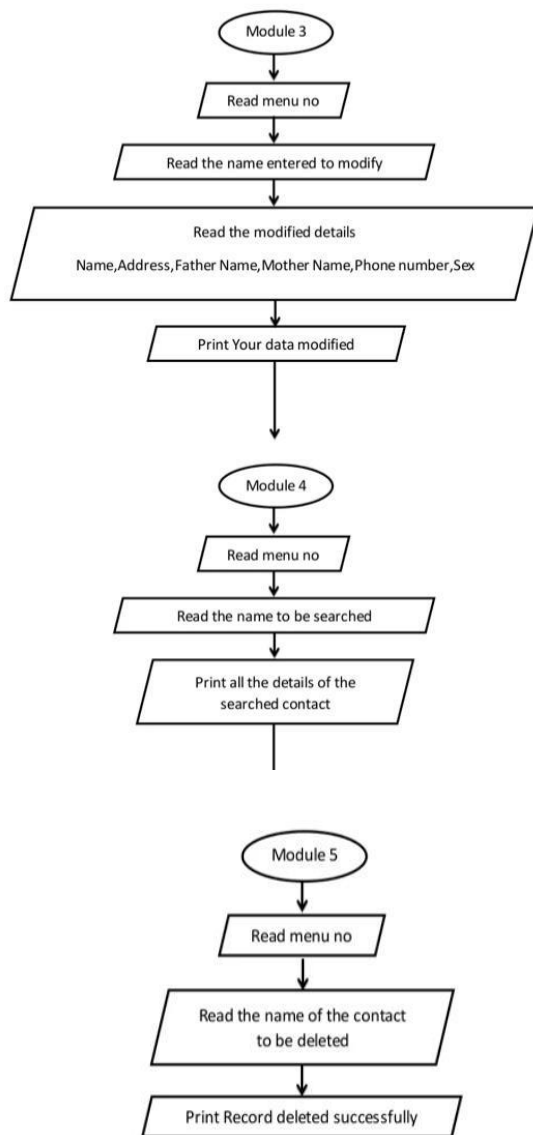 Module 3
Read menu no
Read the name entered to modify
Read the modified details
Name,Address,Father Name,Mother Name,Phone number,Sex
Print Your data modified
Module 4
Read menu no
Read the name to be searched
Print all the details of the
searched contact
Module 5
Read menu no
Read the name of the contact
to be deleted
Print Record deleted successfully